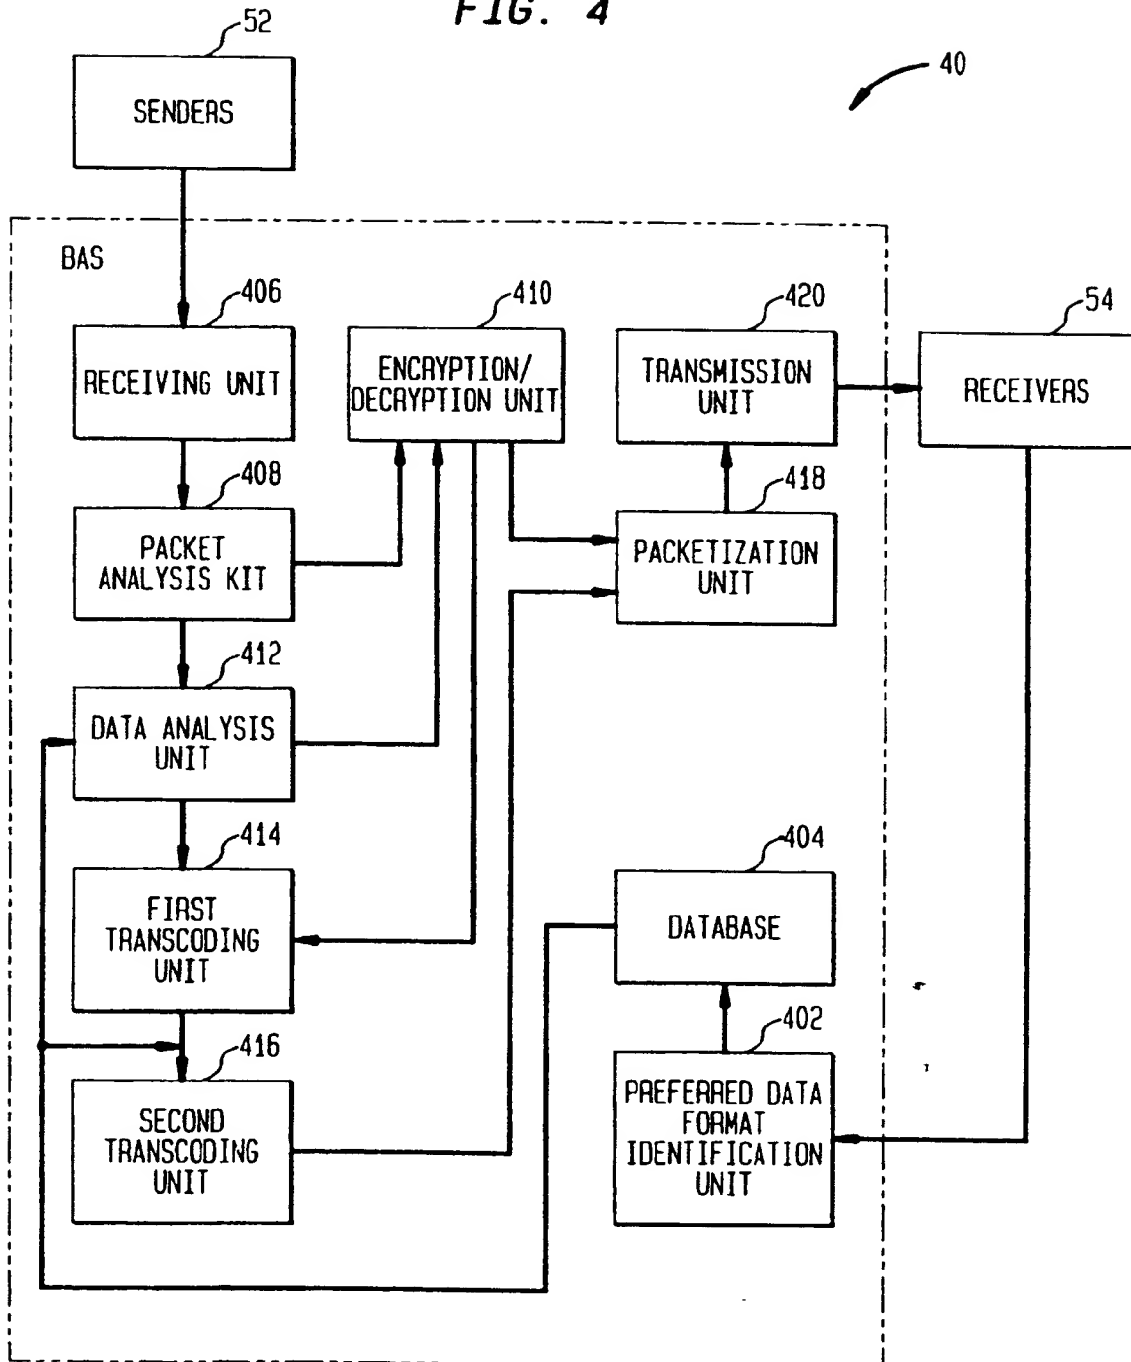 FIG. 4
52
40
SENDERS
BAS
406
410
420
54
RECEIVING UNIT
ENCRYPTION/
DECRYPTION UNIT
TRANSMISSION
UNIT
RECEIVERS
408
418
PACKET
ANALYSIS KIT
PACKETIZATION
UNIT
412
DATA ANALYSIS
UNIT
414
404
FIRST
TRANSCODING
UNIT
DATABASE
416
402
SECOND
TRANSCODING
UNIT
PREFERRED DATA
FORMAT
IDENTIFICATION
UNIT